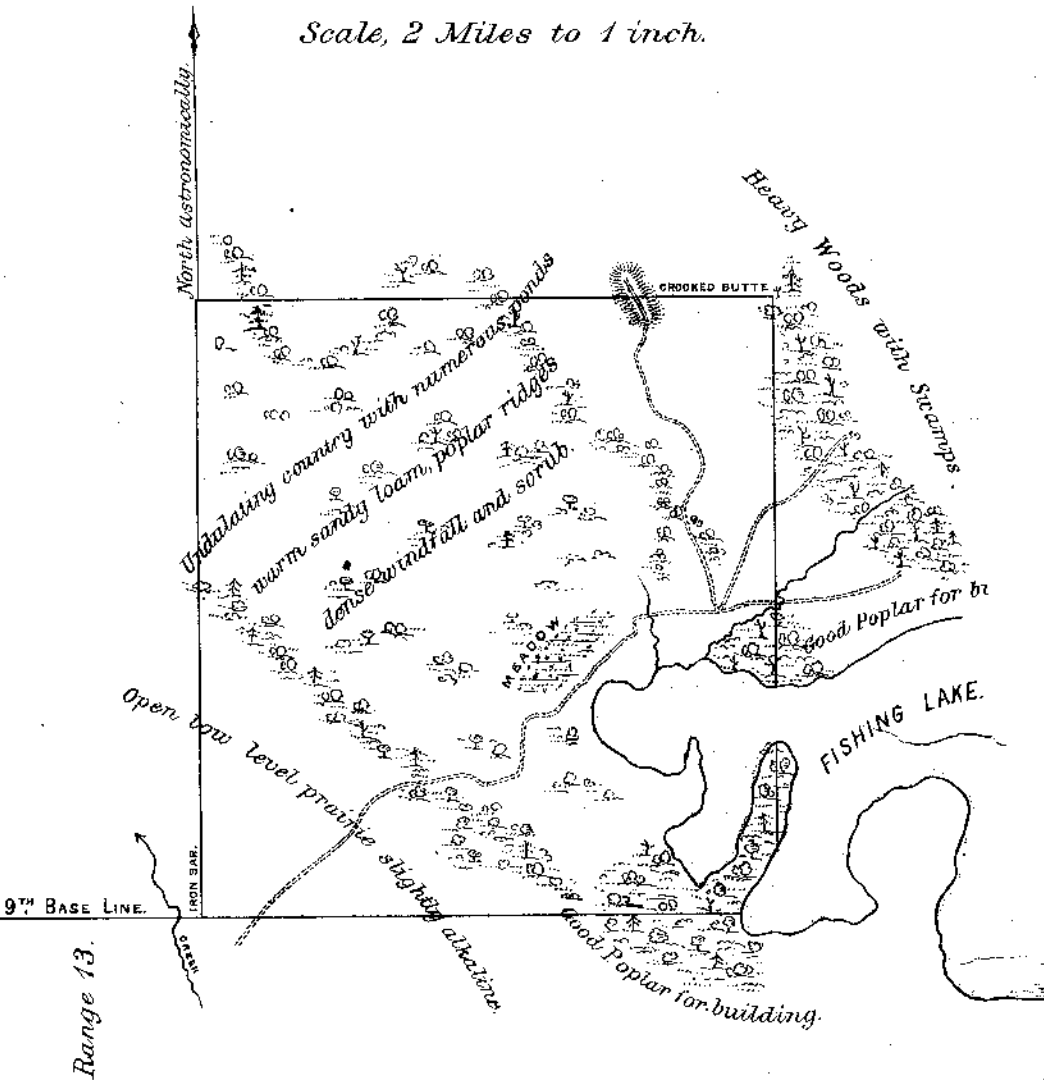 Scale, 2 Miles to 1 inch.
North astronomically.
Heavy Woods with Swamps.
CROOKED BUTTE
Undulating country with numerous ponds
warm sandy loam, poplar ridges
dense windfall and scrub.
MEADOW
Good Poplar for bu
FISHING LAKE.
Open low level prairie slightly alkaline.
IRON BAR.
9TH BASE LINE.
CREEK
Good Poplar for building.
Range 13.